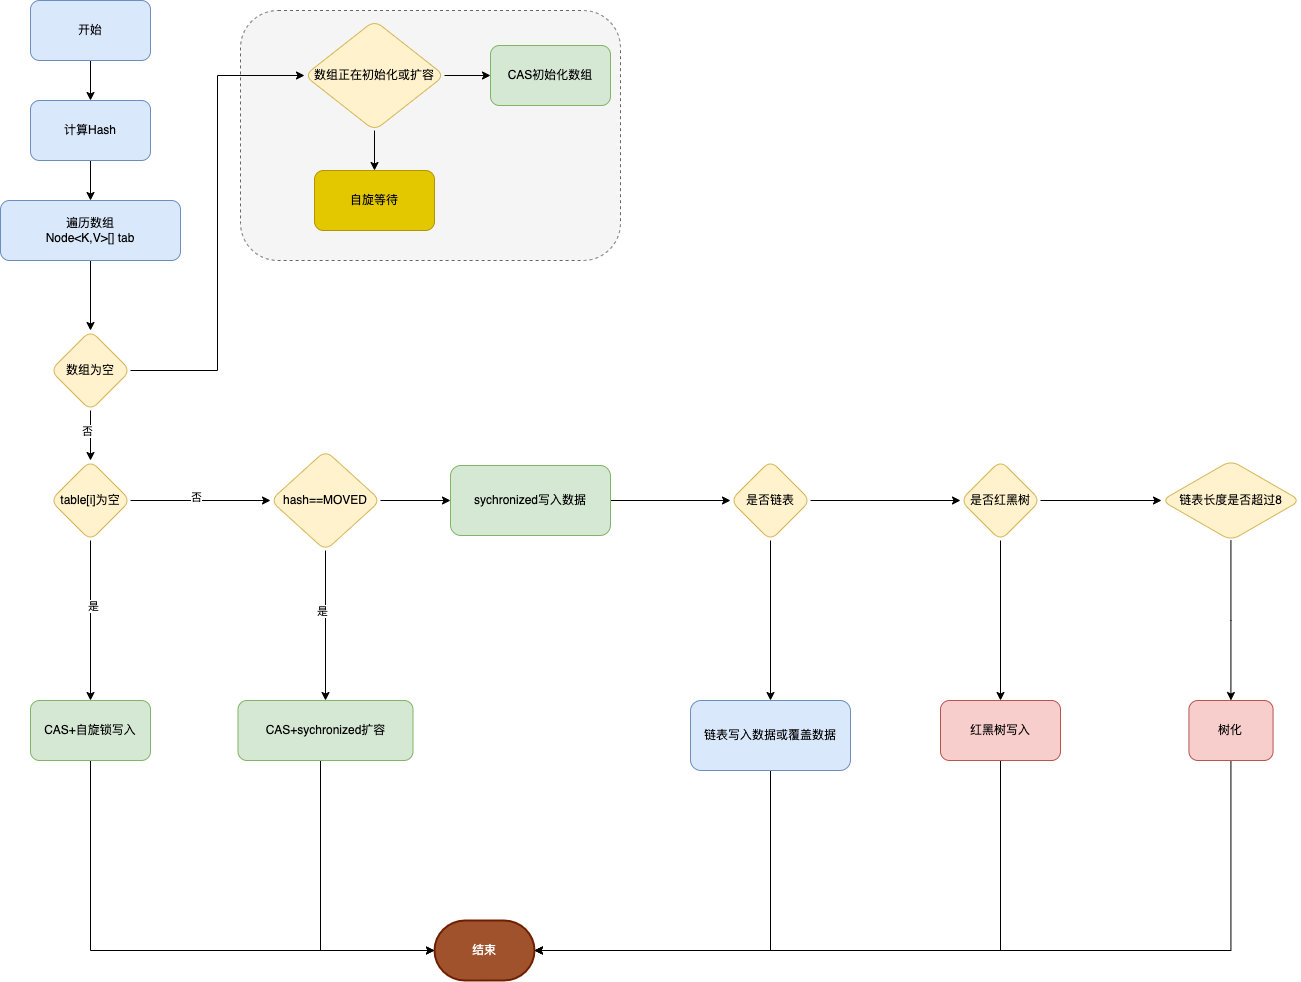 开始
计算Hash
遍历数组
Node<K,V>[] tab
数组正在初始化或扩容
CAS初始化数组
自旋等待
数组为空
否
table[i]为空
否
hash==MOVED
sychronized写入数据
是否链表
是否红黑树
链表长度是否超过8
是
是
CAS+自旋锁写入
CAS+sychronized扩容
链表写入数据或覆盖数据
红黑树写入
树化
结束